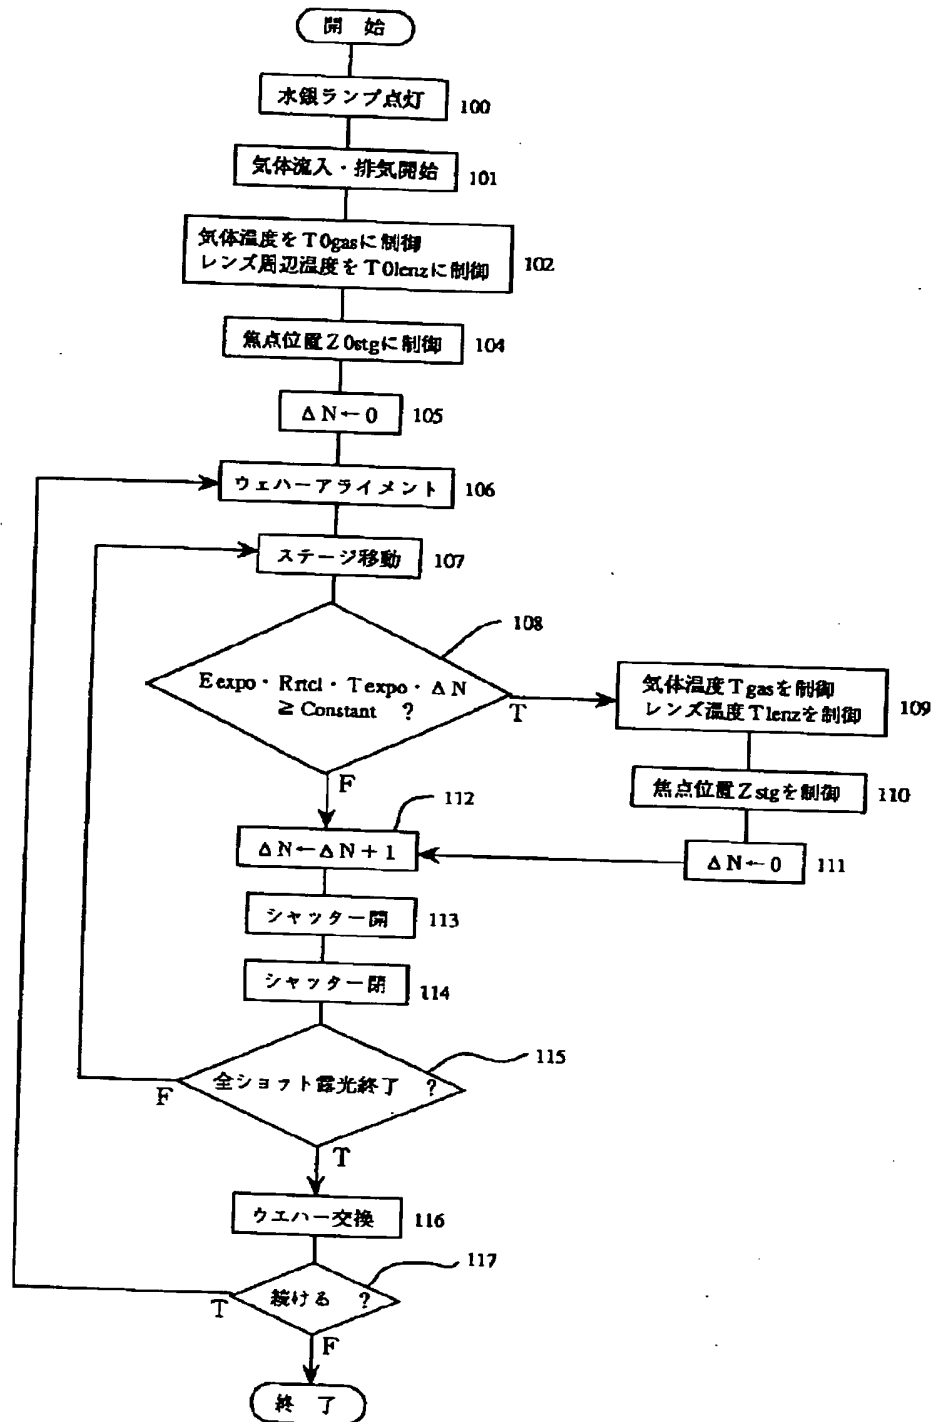 開 始
水銀ランプ点灯
100
気体流入・排気開始
101
気体温度をT0gasに制御
レンズ周辺温度をT0lenzに制御
102
焦点位置Z0stgに制御
104
ΔN←0
105
ウェハーアライメント
106
ステージ移動
107
108
Eexpo・Rrtcl・Texpo・ΔN
≧ Constant ?
T
F
気体温度Tgasを制御
レンズ温度Tlenzを制御
109
焦点位置Zstgを制御
110
ΔN←0
111
112
ΔN←ΔN+1
シャッター開
113
シャッター閉
114
115
全ショット露光終了 ?
F
T
ウエハー交換
116
117
続ける ?
T
F
終 了